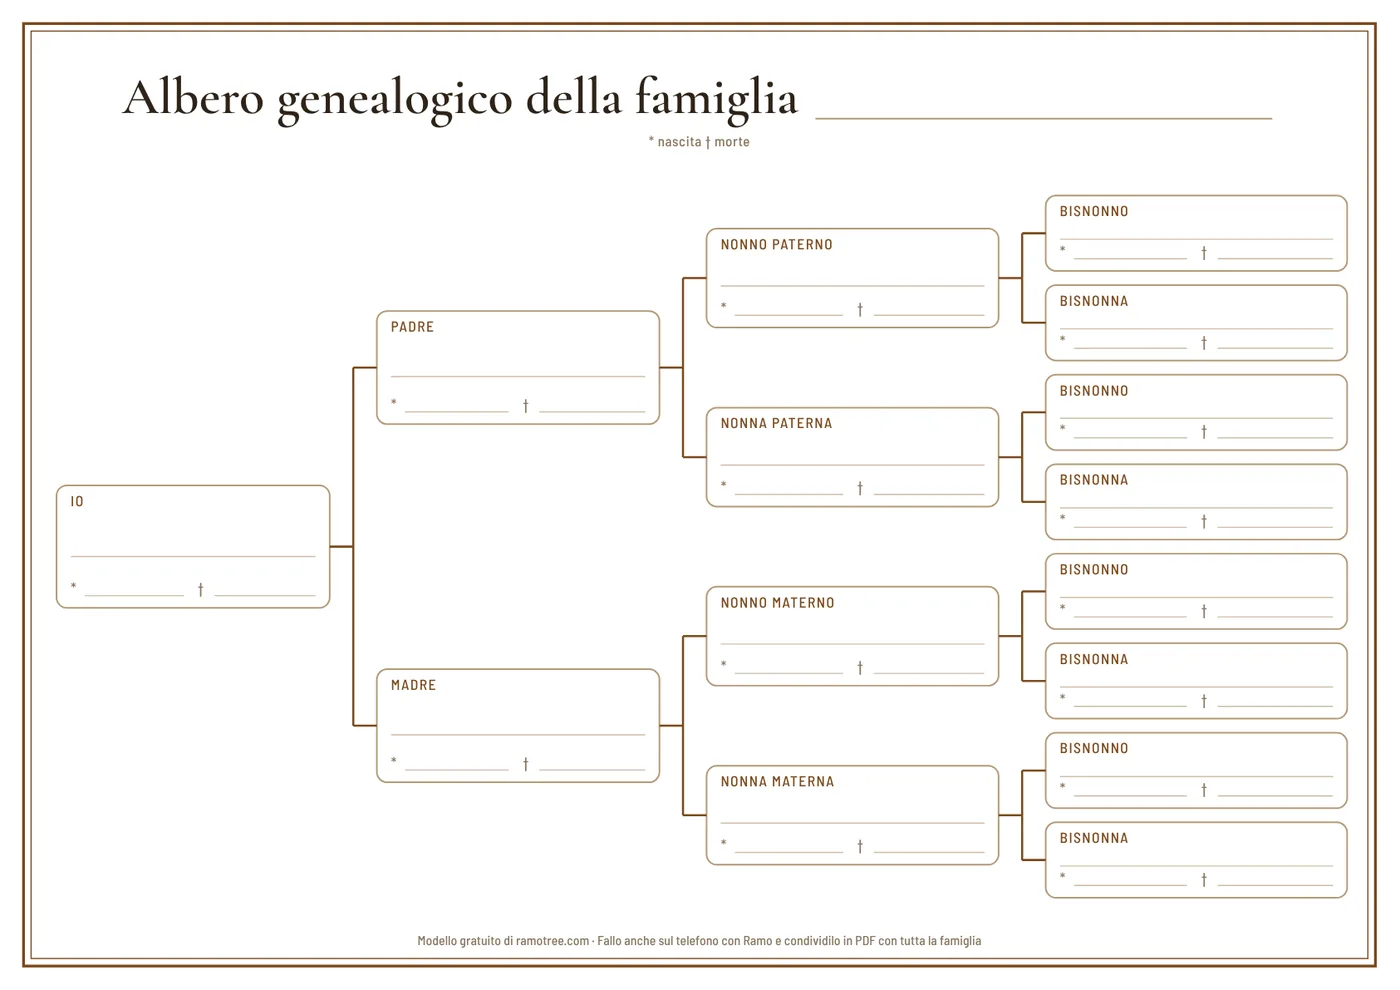 Albero genealogico della famiglia
* nascita † morte
IO
* †
PADRE
* †
MADRE
* †
NONNO PATERNO
* †
NONNA PATERNA
* †
NONNO MATERNO
* †
NONNA MATERNA
* †
BISNONNO
* †
BISNONNA
* †
BISNONNO
* †
BISNONNA
* †
BISNONNO
* †
BISNONNA
* †
BISNONNO
* †
BISNONNA
* †
Modello gratuito di ramotree.com · Fallo anche sul telefono con Ramo e condividilo in PDF con tutta la famiglia